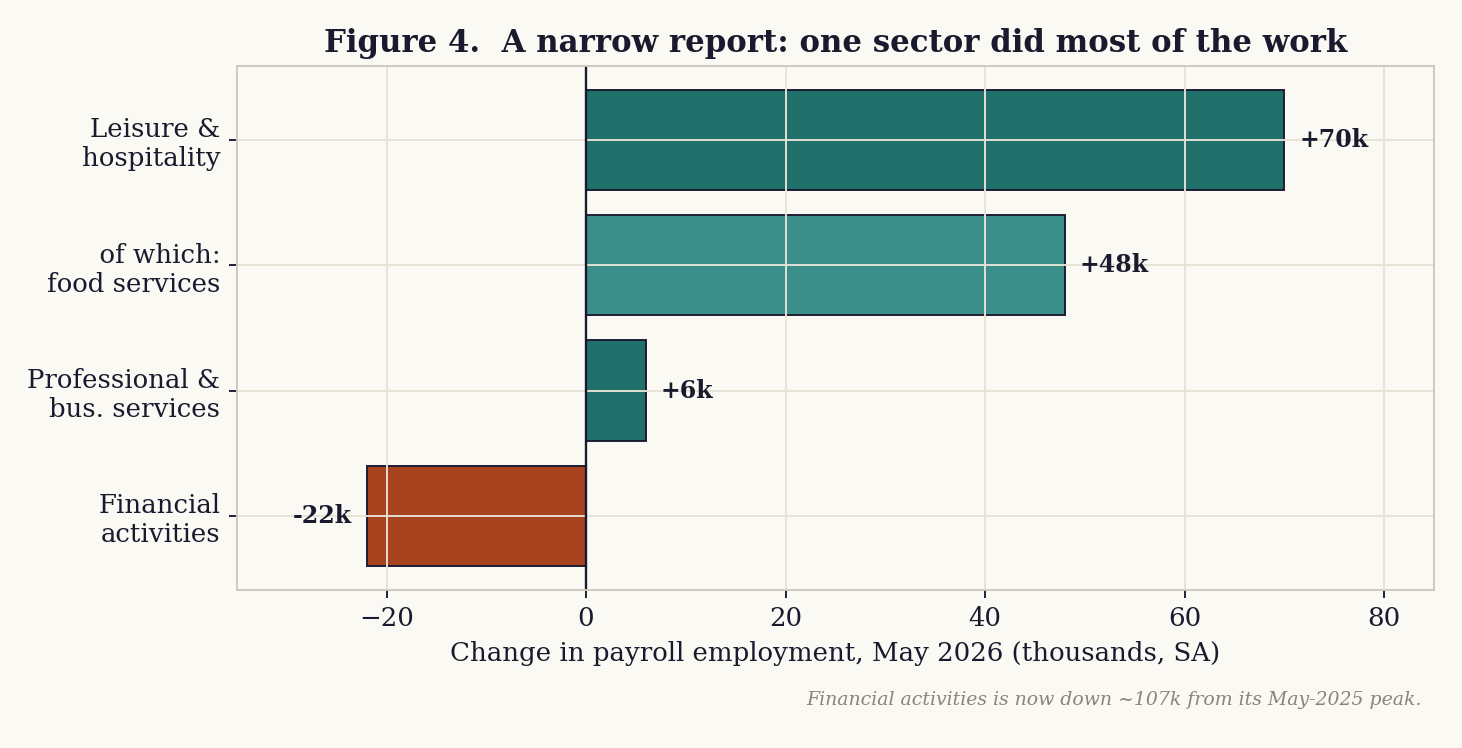 Figure 4.  A narrow report: one sector did most of the work
Leisure &
hospitality
+70k
of which:
food services
+48k
Professional &
bus. services
+6k
Financial
activities
-22k
−20 0 20 40 60 80
Change in payroll employment, May 2026 (thousands, SA)
Financial activities is now down ~107k from its May-2025 peak.